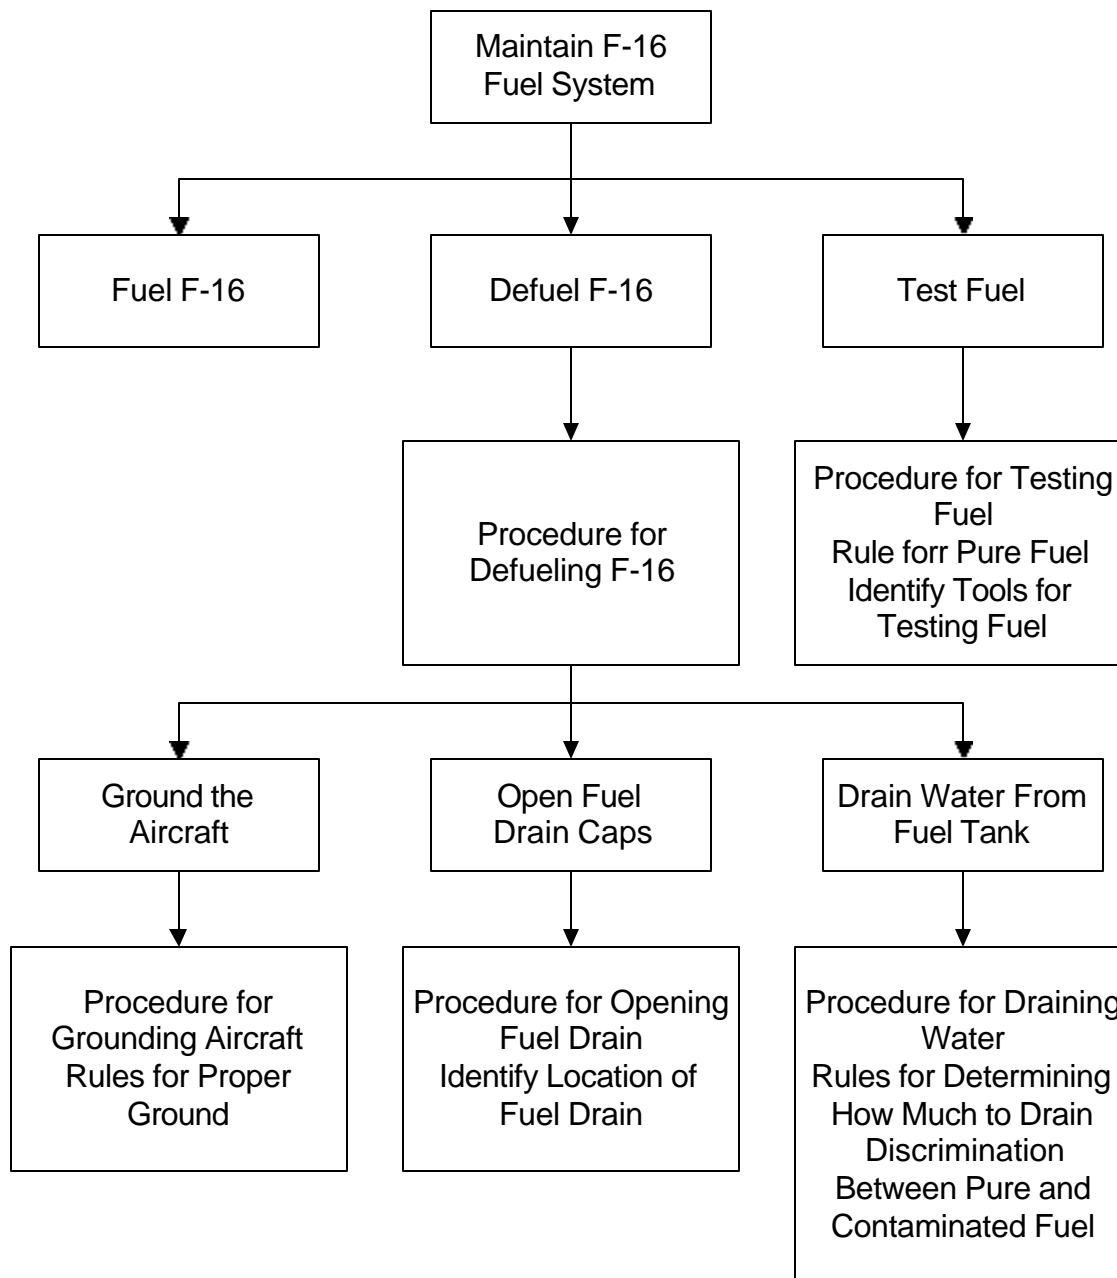 Maintain F-16
Fuel System
Fuel F-16
Defuel F-16
Test Fuel
Procedure for
Defueling F-16
Procedure for Testing
Fuel
Rule forr Pure Fuel
Identify Tools for
Testing Fuel
Ground the
Aircraft
Open Fuel
Drain Caps
Drain Water From
Fuel Tank
Procedure for
Grounding Aircraft
Rules for Proper
Ground
Procedure for Opening
Fuel Drain
Identify Location of
Fuel Drain
Procedure for Draining
Water
Rules for Determining
How Much to Drain
Discrimination
Between Pure and
Contaminated Fuel